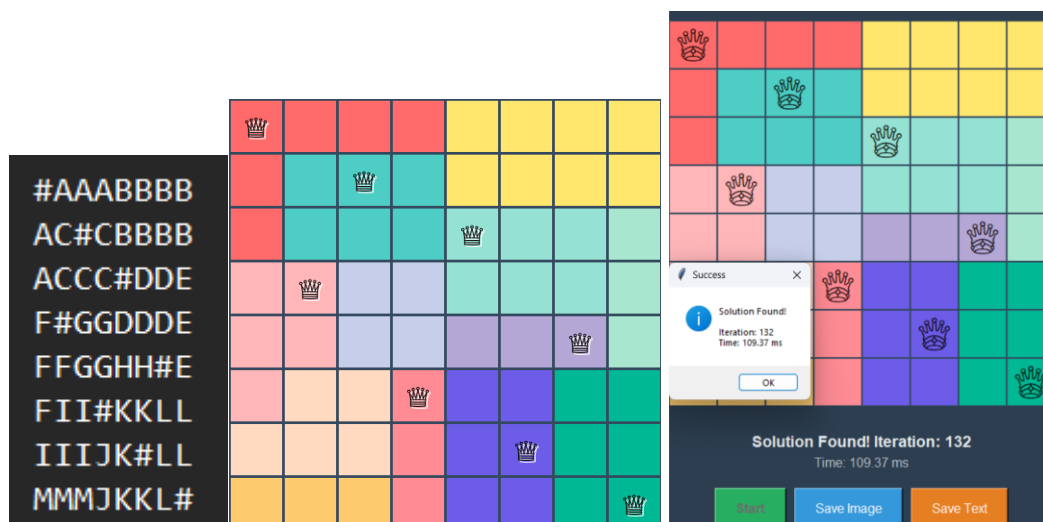 #AAABBBB
AC#CBBBB
ACCC#DDE
F#GGDDDE
FFGGHH#E
FII#KKLL
IIIJK#LL
MMMJKKL#
Success
Solution Found!
Iteration: 132
Time: 109.37 ms
OK
Solution Found! Iteration: 132
Time: 109.37 ms
Start
Save Image
Save Text